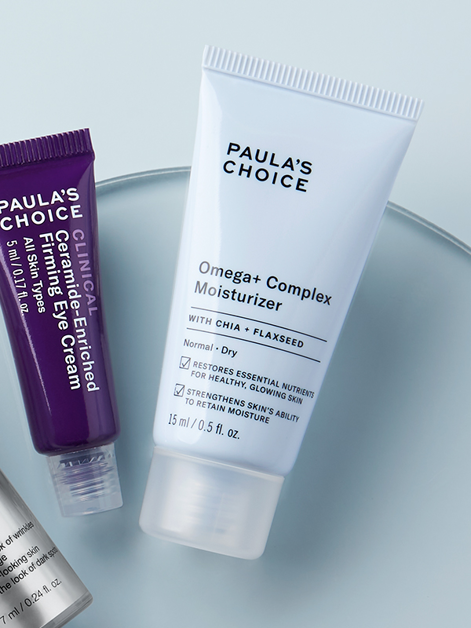 PAULA'S
CHOICE
CLINICAL
Ceramide-Enriched
Firming Eye Cream
All Skin Types
5 ml / 0.17 fl. oz.
PAULA'S
CHOICE
Omega+ Complex
Moisturizer
WITH CHIA + FLAXSEED
Normal · Dry
RESTORES ESSENTIAL NUTRIENTS
FOR HEALTHY, GLOWING SKIN
STRENGTHENS SKIN'S ABILITY
TO RETAIN MOISTURE
15 ml / 0.5 fl. oz.
of wrinkles
-looking skin
the look of dark
7 ml / 0.24 fl. oz.